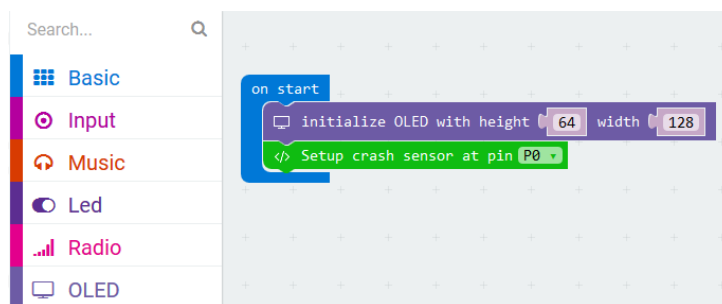 Search...
Basic
Input
Music
Led
Radio
OLED
on start
initialize OLED with height 64 width 128
</> Setup crash sensor at pin P0